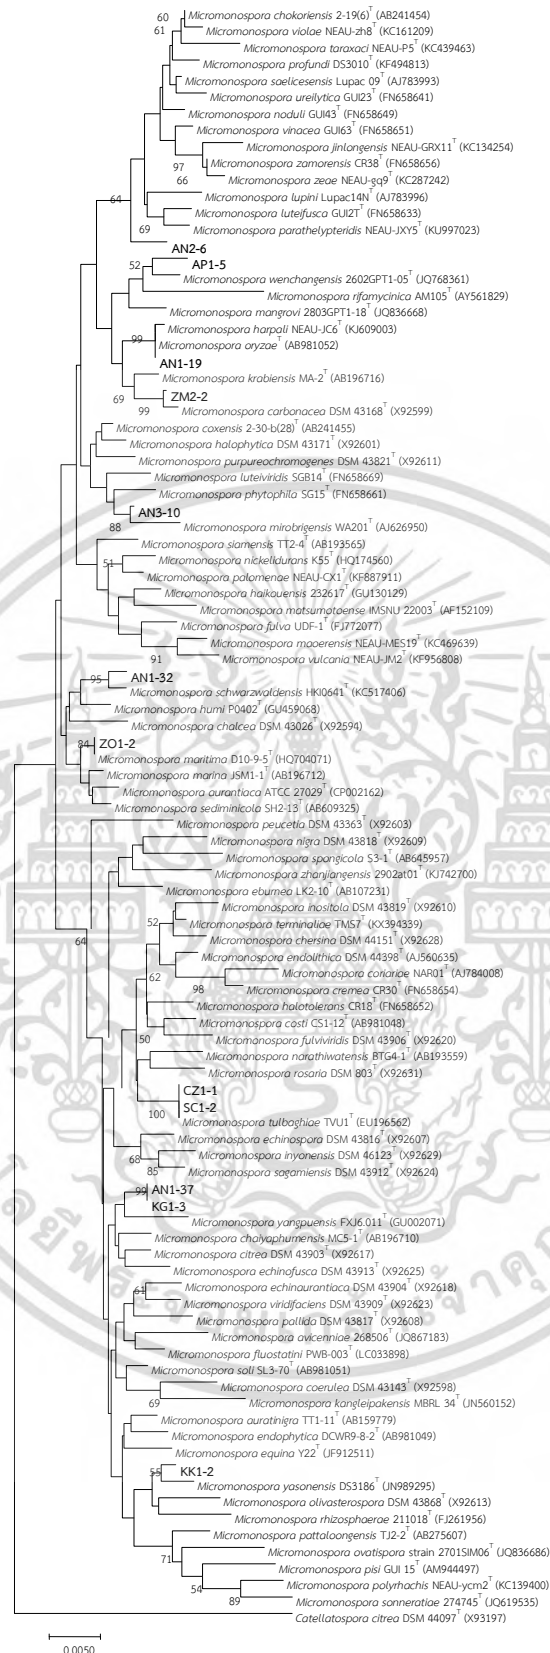 60 Micromonospora chokoriensis 2-19(6)T (AB241454)
61 Micromonospora violae NEAU-zh8T (KC161209)
Micromonospora taraxaci NEAU-P5T (KC439463)
Micromonospora profundi DS3010T (KF494813)
Micromonospora saelicesensis Lupac 09T (AJ783993)
Micromonospora ureilytica GUI23T (FN658641)
Micromonospora noduli GUI43T (FN658649)
Micromonospora vinacea GUI63T (FN658651)
Micromonospora jinlongensis NEAU-GRX11T (KC134254)
97 Micromonospora zamorensis CR38T (FN658656)
66 Micromonospora zeae NEAU-gq9T (KC287242)
64 Micromonospora lupini Lupac14NT (AJ783996)
Micromonospora luteifusca GUI2TT (FN658633)
69 Micromonospora parathelypteridis NEAU-JXY5T (KU997023)
AN2-6
52 AP1-5
Micromonospora wenchangensis 2602GPT1-05T (JQ768361)
Micromonospora rifamycinica AM105T (AY561829)
Micromonospora mangrovi 2803GPT1-18T (JQ836668)
Micromonospora harpali NEAU-JC6T (KJ609003)
99 Micromonospora oryzaeT (AB981052)
AN1-19
Micromonospora krabiensis MA-2T (AB196716)
69 ZM2-2
99 Micromonospora carbonacea DSM 43168T (X92599)
Micromonospora coxensis 2-30-b(28)T (AB241455)
Micromonospora halophytica DSM 43171T (X92601)
Micromonospora purpureochromogenes DSM 43821T (X92611)
Micromonospora luteiviridis SGB14T (FN658669)
Micromonospora phytophila SG15T (FN658661)
AN3-10
88 Micromonospora mirobrigensis WA201T (AJ626950)
Micromonospora siamensis TT2-4T (AB193565)
51 Micromonospora nickelidurans K55T (HQ174560)
Micromonospora palomenae NEAU-CX1T (KF887911)
Micromonospora haikauensis 232617T (GU130129)
Micromonospora matsumotoense IMSNU 22003T (AF152109)
Micromonospora fulva UDF-1T (FJ772077)
Micromonospora maoerensis NEAU-MES19T (KC469639)
91 Micromonospora vulcania NEAU-JM2T (KF956808)
95 AN1-32
Micromonospora schwarzwaldensis HKI0641T (KC517406)
Micromonospora humi P0402T (GU459068)
Micromonospora chalcea DSM 43026T (X92594)
84 ZO1-2
Micromonospora maritima D10-9-5T (HQ704071)
Micromonospora marina JSM1-1T (AB196712)
Micromonospora aurantiaca ATCC 27029T (CP002162)
Micromonospora sediminicola SH2-13T (AB609325)
Micromonospora peucetia DSM 43363T (X92603)
Micromonospora nigra DSM 43818T (X92609)
Micromonospora spongicola S3-1T (AB645957)
Micromonospora zhanjiangensis 2902at01T (KJ742700)
Micromonospora eburnea LK2-10T (AB107231)
Micromonospora inositola DSM 43819T (X92610)
52 Micromonospora terminaliae TMS7T (KX394339)
64 Micromonospora chersina DSM 44151T (X92628)
Micromonospora endolithica DSM 44398T (AJ560635)
62 Micromonospora coriariae NAR01T (AJ784008)
98 Micromonospora cremea CR30T (FN658654)
Micromonospora halotolerans CR18T (FN658652)
Micromonospora costi CS1-12T (AB981048)
50 Micromonospora fulviviridis DSM 43906T (X92620)
Micromonospora narathiwatensis BTG4-1T (AB193559)
Micromonospora rosaria DSM 803T (X92631)
CZ1-1
100 SC1-2
Micromonospora tulbaghiae TVU1T (EU196562)
Micromonospora echinospora DSM 43816T (X92607)
68 Micromonospora inyonensis DSM 46123T (X92629)
85 Micromonospora sagamiensis DSM 43912T (X92624)
99 AN1-37
KG1-3
Micromonospora yangpuensis FXJ6.011T (GU002071)
Micromonospora chaiyaphumensis MC5-1T (AB196710)
Micromonospora citrea DSM 43903T (X92617)
Micromonospora echinofusca DSM 43913T (X92625)
61 Micromonospora echinaurantiaca DSM 43904T (X92618)
Micromonospora viridifaciens DSM 43909T (X92623)
Micromonospora pallida DSM 43817T (X92608)
Micromonospora avicenniae 268506T (JQ867183)
Micromonospora fluostatini PWB-003T (LC033898)
Micromonospora soli SL3-70T (AB981051)
Micromonospora coerulea DSM 43143T (X92598)
69 Micromonospora kangleipakensis MBRL 34T (JN560152)
Micromonospora auratinigra TT1-11T (AB159779)
Micromonospora endophytica DCWR9-8-2T (AB981049)
Micromonospora equina Y22T (JF912511)
55 KK1-2
Micromonospora yasonensis DS3186T (JN989295)
Micromonospora olivasterospora DSM 43868T (X92613)
Micromonospora rhizosphaerae 211018T (FJ261956)
Micromonospora pattaloongensis TJ2-2T (AB275607)
71 Micromonospora ovatispora strain 2701SIM06T (JQ836686)
Micromonospora pisi GUI 15T (AM944497)
54 Micromonospora polyrhachis NEAU-ycm2T (KC139400)
89 Micromonospora sonneratiae 274745T (JQ619535)
Catellatospora citrea DSM 44097T (X93197)
0.0050